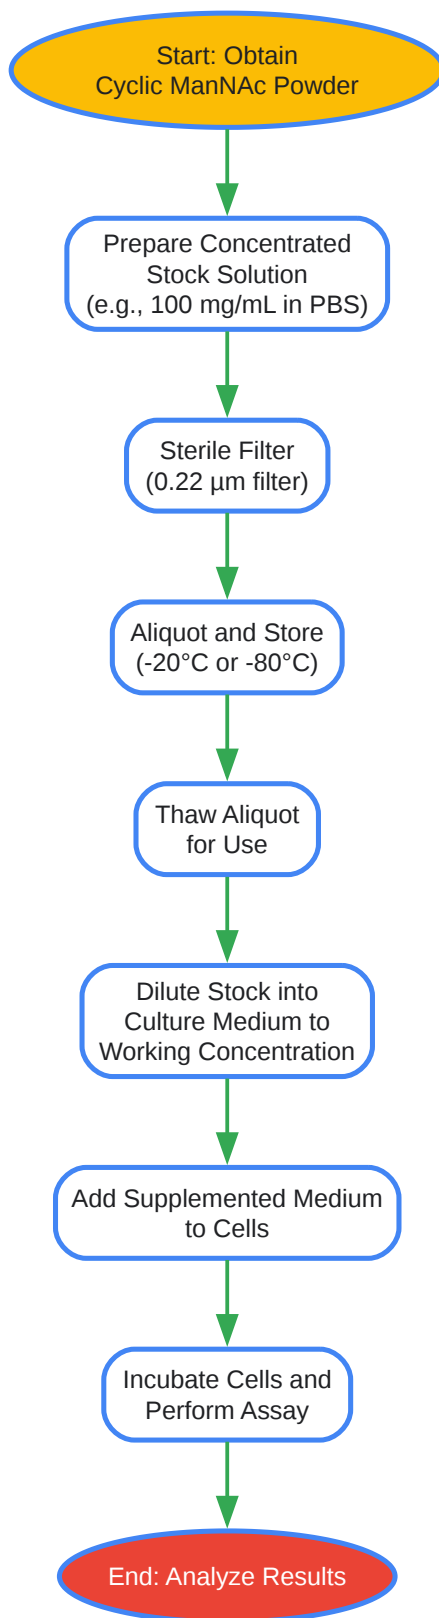 Start: Obtain
Cyclic ManNAc Powder
Prepare Concentrated
Stock Solution
(e.g., 100 mg/mL in PBS)
Sterile Filter
(0.22 µm filter)
Aliquot and Store
(-20°C or -80°C)
Thaw Aliquot
for Use
Dilute Stock into
Culture Medium to
Working Concentration
Add Supplemented Medium
to Cells
Incubate Cells and
Perform Assay
End: Analyze Results